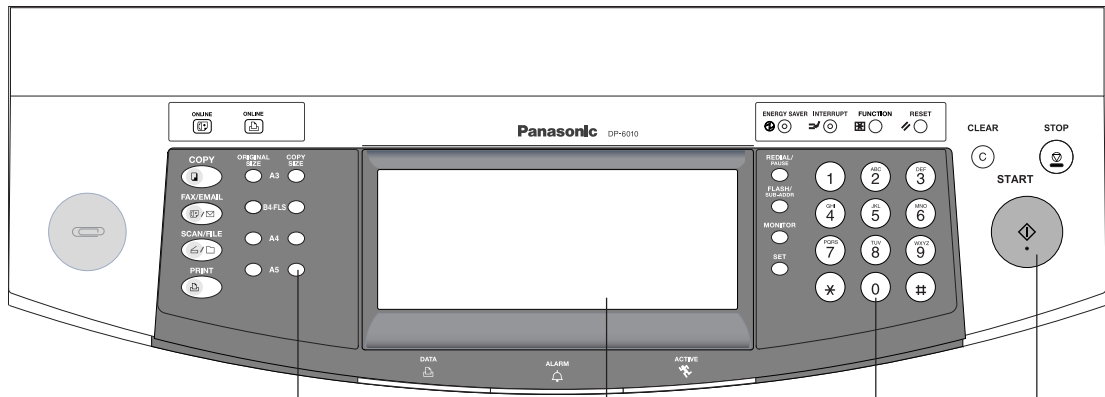 ONLINE ONLINE
Panasonic DP-6010
ENERGY SAVER INTERRUPT FUNCTION RESET
CLEAR STOP
C
START
COPY
FAX/EMAIL
SCAN/FILE
PRINT
ORIGINAL
SIZE
COPY
SIZE
A3
B4·FLS
A4
A5
REDIAL/
PAUSE
FLASH/
SUB-ADDR
MONITOR
SET
1
ABC
2
DEF
3
GHI
4
JKL
5
MNO
6
PQRS
7
TUV
8
WXYZ
9
*
0
#
DATA
ALARM
ACTIVE